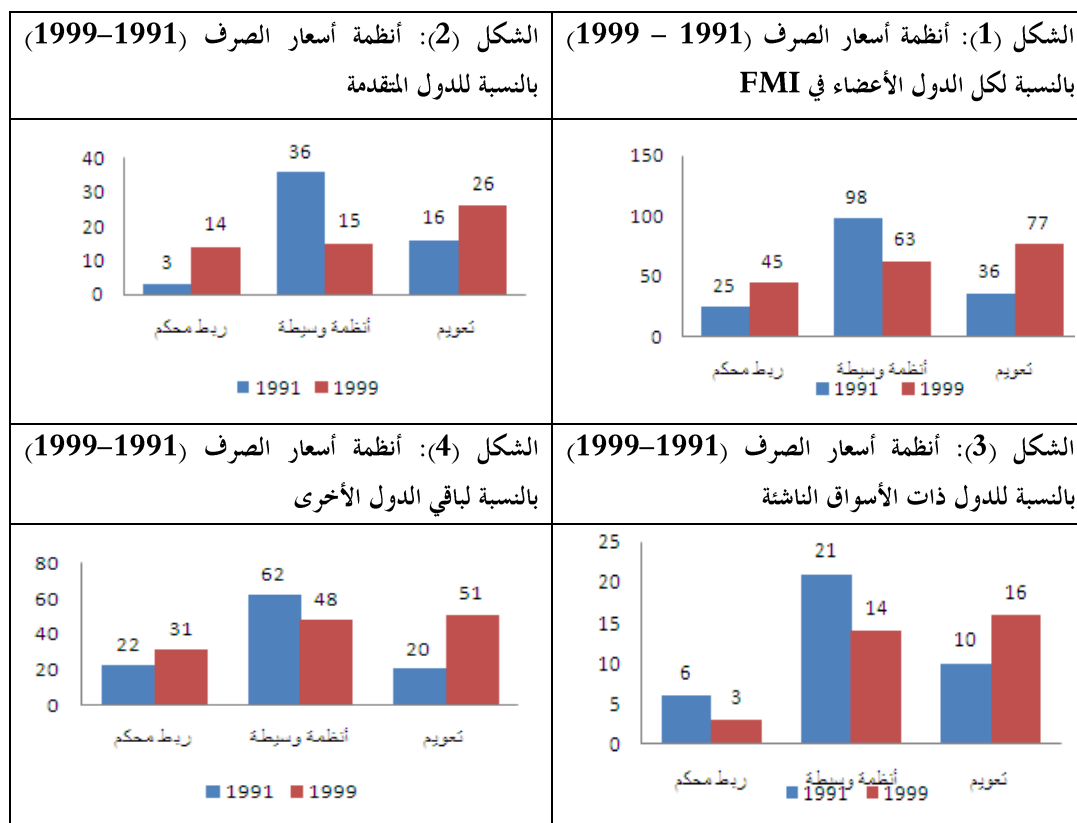 الشكل (1): أنظمة أسعار الصرف (1991 – 1999)
بالنسبة لكل الدول الأعضاء في FMI
150
100
50
0
25
45
98
63
36
77
ربط محكم
أنظمة وسيطة
تعويم
1991
1999
الشكل (2): أنظمة أسعار الصرف (1991–1999)
بالنسبة للدول المتقدمة
40
30
20
10
0
3
14
36
15
16
26
ربط محكم
أنظمة وسيطة
تعويم
1991
1999
الشكل (3): أنظمة أسعار الصرف (1991–1999)
بالنسبة للدول ذات الأسواق الناشئة
25
20
15
10
5
0
6
3
21
14
10
16
ربط محكم
أنظمة وسيطة
تعويم
1991
1999
الشكل (4): أنظمة أسعار الصرف (1991–1999)
بالنسبة لباقي الدول الأخرى
80
60
40
20
0
22
31
62
48
20
51
ربط محكم
أنظمة وسيطة
تعويم
1991
1999